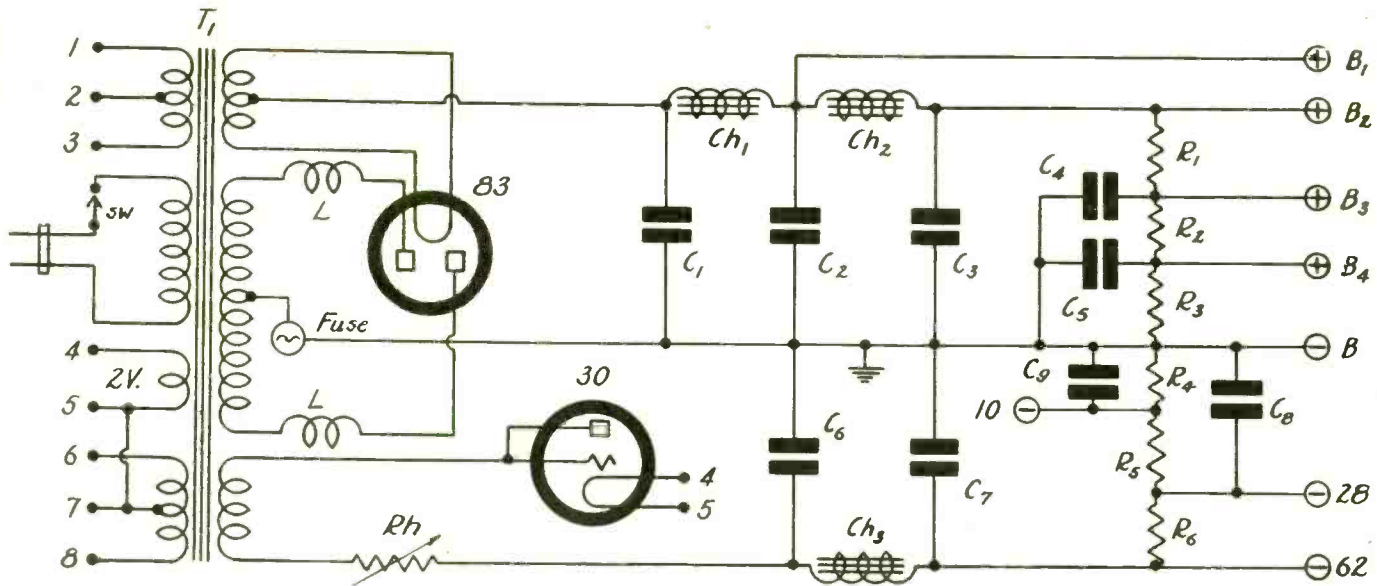 T1
1
2
3
SW
4
2V.
5
6
7
8
L
83
Fuse
L
30
4
5
Rh
Ch1
Ch2
Ch3
C1
C2
C3
C4
C5
C6
C7
C9
C8
R1
R2
R3
R4
R5
R6
+ B1
+ B2
+ B3
+ B4
− B
10 −
− 28
− 62